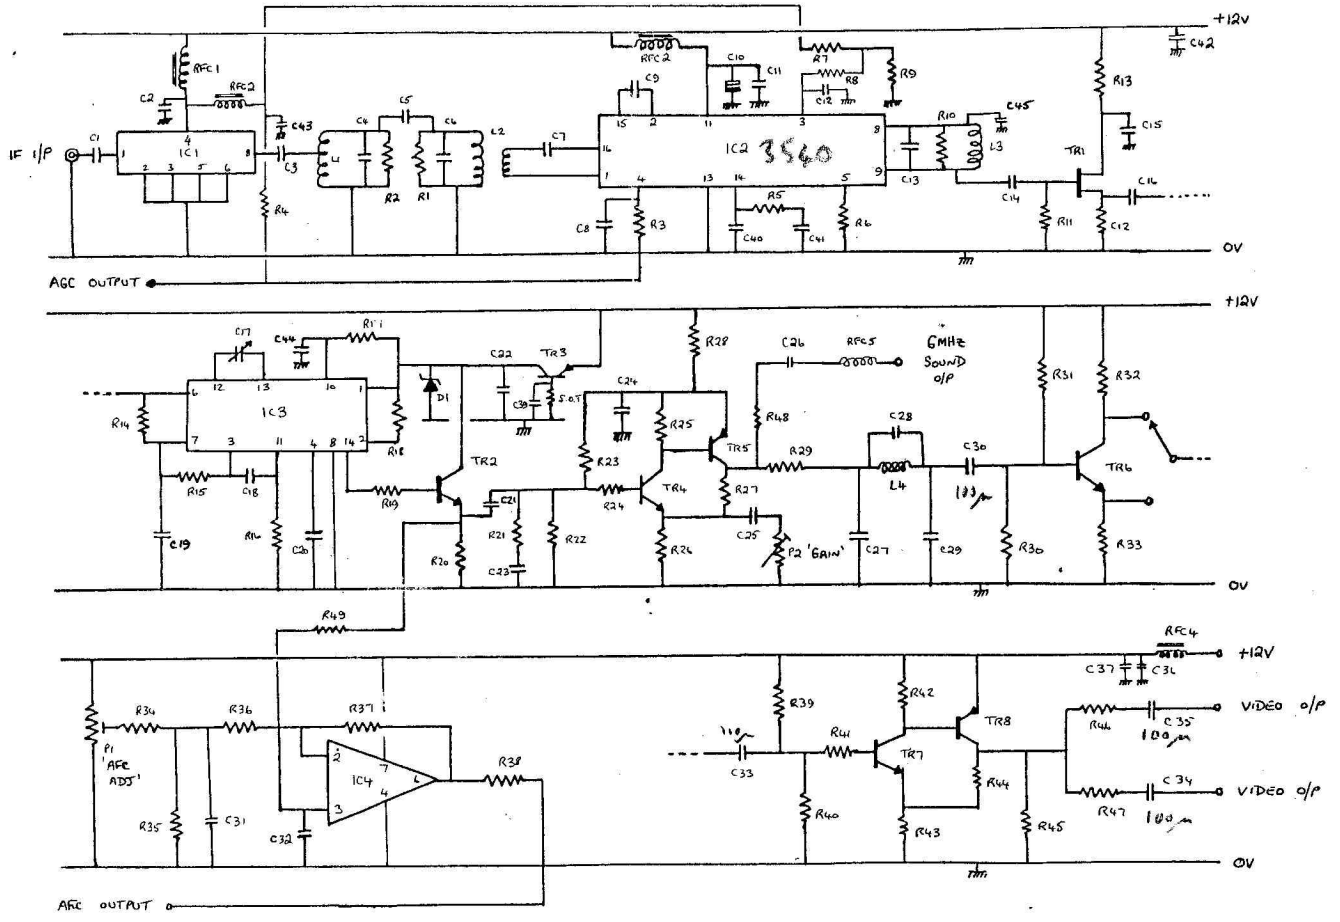 +12V
RFC1
RFC2
RFC2
C10
C11
R7
R8
R9
C42
R13
C2
C43
C5
C9
C12
C45
C1
C4
C6
L2
C7
R10
C15
IF I/P
1
4
IC1
8
C3
L1
15
2
11
3
8
L3
TR1
2
3
5
6
R2
R1
16
IC2
3540
9
C13
C16
R4
1
4
13
14
5
R5
C14
C8
R3
C40
C41
R6
R11
C12
0V
AGC OUTPUT
+12V
C17
C44
R17
C22
TR3
R28
C26
RFC5
6MHZ
SOUND
O/P
12
13
10
1
D1
C39
S.O.T
C24
R31
R32
6
IC3
R14
7
3
11
4
8
14
2
R18
R25
R48
C28
TR5
R29
C30
TR2
R23
L4
TR6
R15
C18
R19
C21
R24
TR4
R27
100µ
C19
R16
C20
R20
R21
R22
C23
R26
C25
P2 'GAIN'
C27
C29
R30
R33
0V
R49
RFC4
+12V
C37
C36
R34
R36
R37
R39
R42
R46
C35
VIDEO O/P
P1
'AFC
ADJ'
2
7
IC4
6
R38
R41
TR8
100µ
3
4
C33
TR7
R44
C34
VIDEO O/P
R35
C31
C32
R40
R43
R45
R47
100µ
0V
AFC OUTPUT